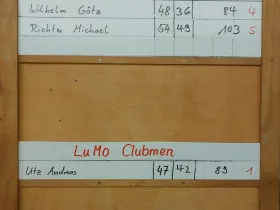 Wilhelm Götz 48 36 84 4
Richter Michael 54 49 103 5
LuMo Clubmen
Utz Andreas 47 42 89 1